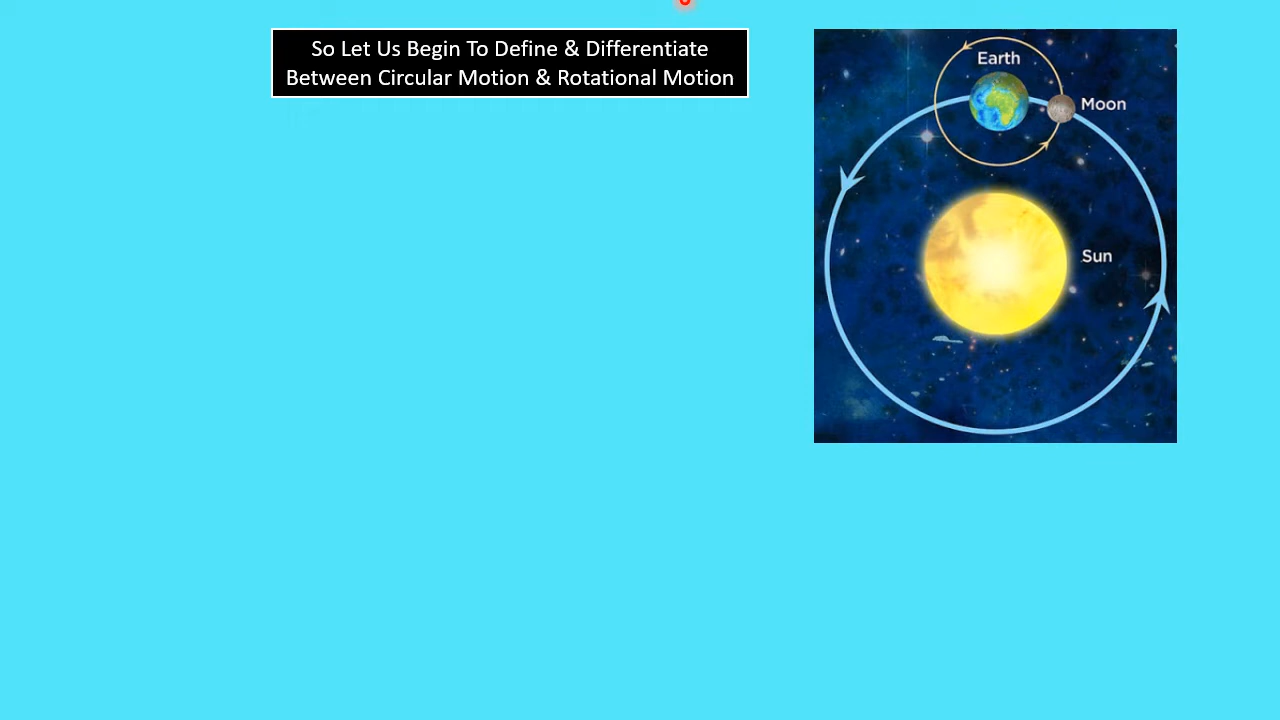 So Let Us Begin To Define & Differentiate
Between Circular Motion & Rotational Motion
Earth
Moon
Sun